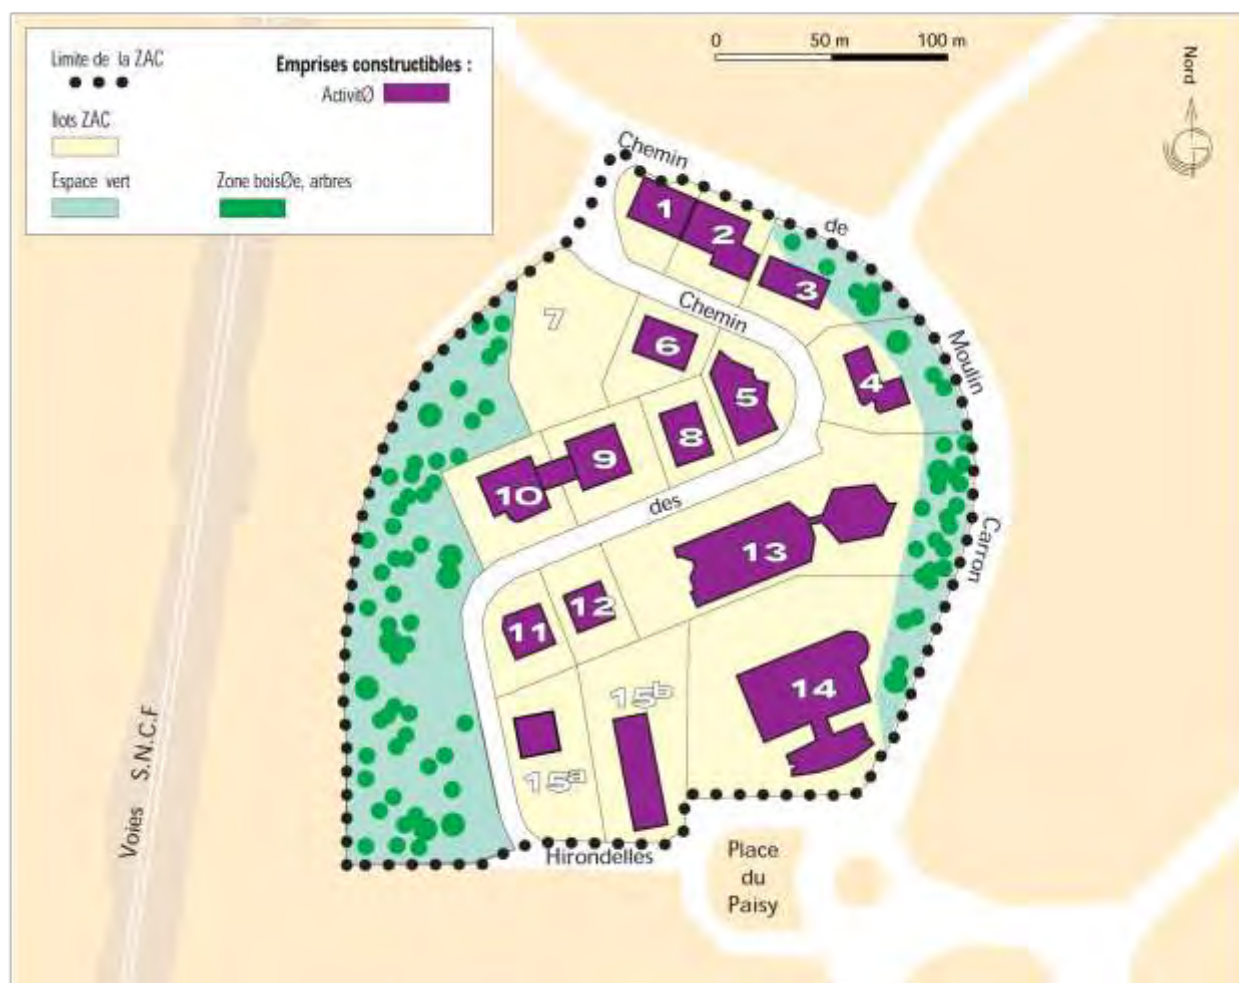 Limite de la ZAC
Emprises constructibles :
ActivitØ
Ilots ZAC
Espace vert
Zone boisØe, arbres
0 50 m 100 m
Nord
Chemin
de
Moulin
Carron
1
2
3
Chemin
7
6
4
5
8
9
10
des
13
12
11
14
15b
15a
Hirondelles
Voies S.N.C.F
Place
du
Paisy